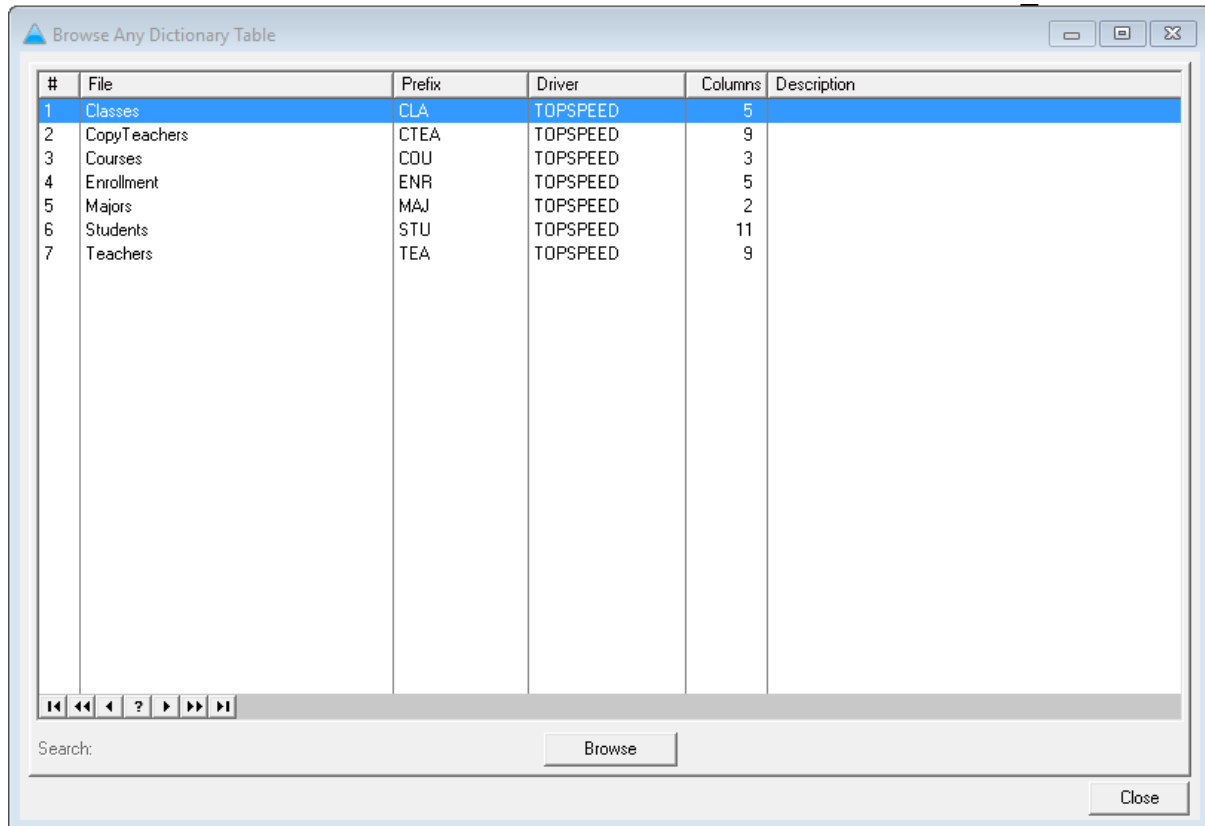 Browse Any Dictionary Table
# File Prefix Driver Columns Description
1 Classes CLA TOPSPEED 5
2 CopyTeachers CTEA TOPSPEED 9
3 Courses COU TOPSPEED 3
4 Enrollment ENR TOPSPEED 5
5 Majors MAJ TOPSPEED 2
6 Students STU TOPSPEED 11
7 Teachers TEA TOPSPEED 9
?
Search: Browse
Close